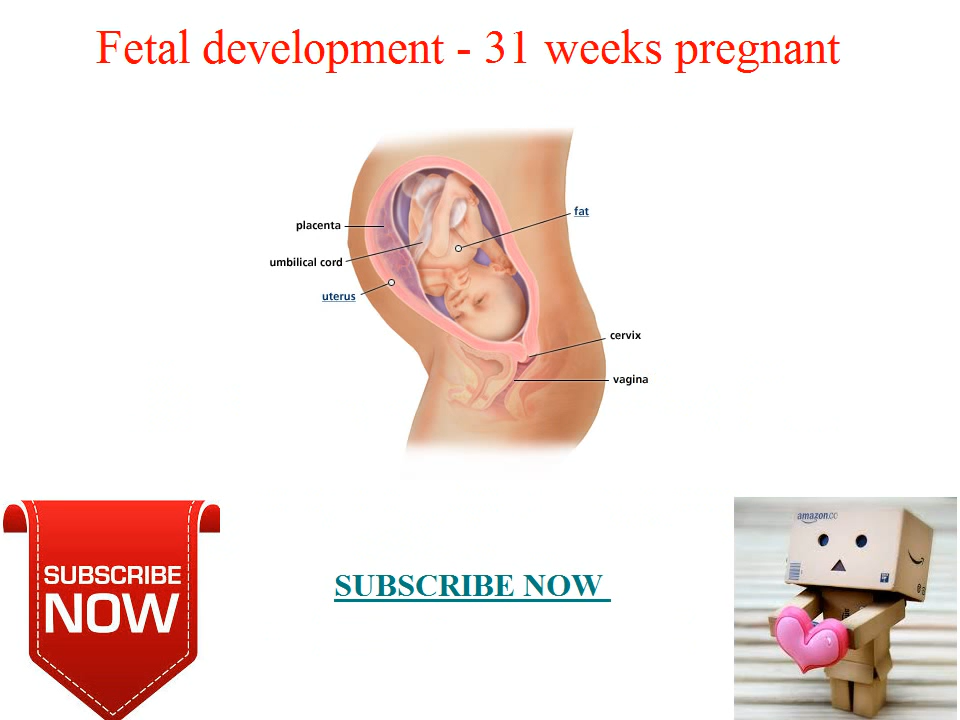 Fetal development - 31 weeks pregnant
fat
placenta
umbilical cord
uterus
cervix
vagina
SUBSCRIBE
NOW
SUBSCRIBE NOW
amazon.co